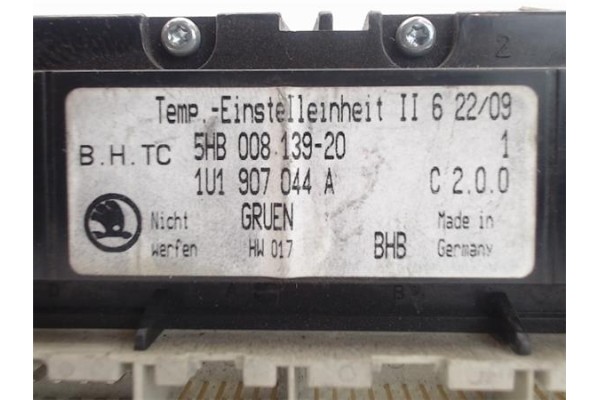 2
Temp.-Einstelleinheit II 6 22/09
B.H.TC 5HB 008 139-20 1
1U1 907 044 A C 2.0.0
Nicht GRUEN Made in
werfen HW 017 BHB Germany